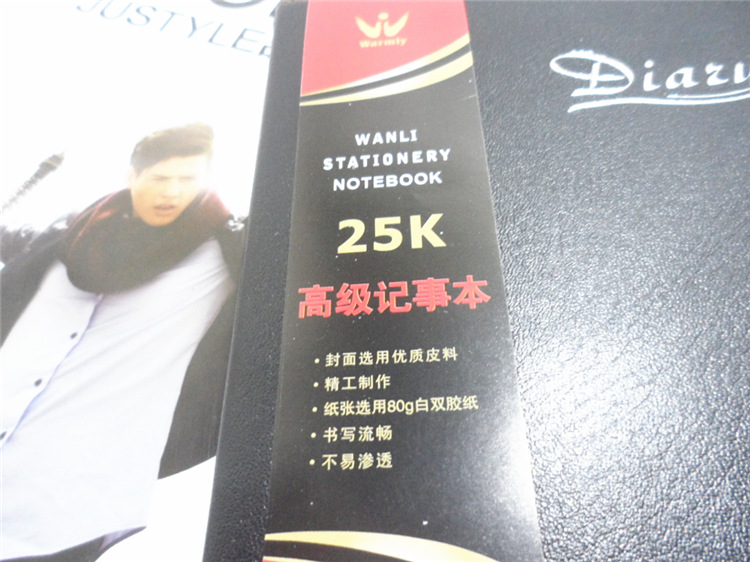 JUSTYLE
Warmly
Diary
WANLI
STATIONERY
NOTEBOOK
25K
高级记事本
·封面选用优质皮料
·精工制作
·纸张选用80g白双胶纸
·书写流畅
·不易渗透